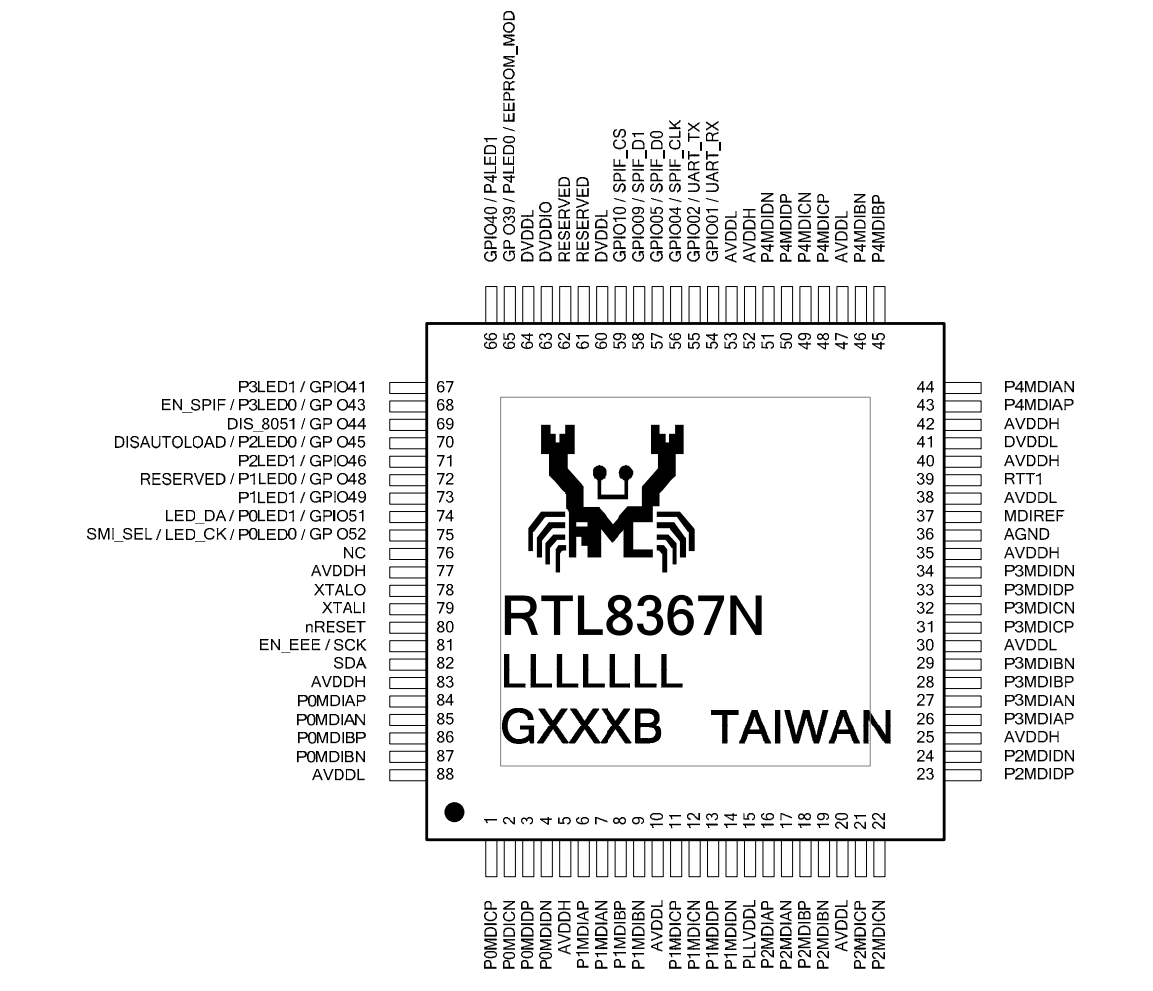 GPIO40 / P4LED1
GP O39 / P4LED0 / EEPROM_MOD
DVDDL
DVDDIO
RESERVED
RESERVED
DVDDL
GPIO10 / SPIF_CS
GPIO09 / SPIF_D1
GPIO05 / SPIF_D0
GPIO04 / SPIF_CLK
GPIO02 / UART_TX
GPIO01 / UART_RX
AVDDL
AVDDH
P4MDIDN
P4MDIDP
P4MDICN
P4MDICP
AVDDL
P4MDIBN
P4MDIBP
66 65 64 63 62 61 60 59 58 57 56 55 54 53 52 51 50 49 48 47 46 45
P3LED1 / GPIO41 67
EN_SPIF / P3LED0 / GP O43 68
DIS_8051 / GP O44 69
DISAUTOLOAD / P2LED0 / GP O45 70
P2LED1 / GPIO46 71
RESERVED / P1LED0 / GP O48 72
P1LED1 / GPIO49 73
LED_DA / P0LED1 / GPIO51 74
SMI_SEL / LED_CK / P0LED0 / GP O52 75
NC 76
AVDDH 77
XTALO 78
XTALI 79
nRESET 80
EN_EEE / SCK 81
SDA 82
AVDDH 83
P0MDIAP 84
P0MDIAN 85
P0MDIBP 86
P0MDIBN 87
AVDDL 88
RTL8367N
LLLLLLL
GXXXB TAIWAN
44 P4MDIAN
43 P4MDIAP
42 AVDDH
41 DVDDL
40 AVDDH
39 RTT1
38 AVDDL
37 MDIREF
36 AGND
35 AVDDH
34 P3MDIDN
33 P3MDIDP
32 P3MDICN
31 P3MDICP
30 AVDDL
29 P3MDIBN
28 P3MDIBP
27 P3MDIAN
26 P3MDIAP
25 AVDDH
24 P2MDIDN
23 P2MDIDP
1 2 3 4 5 6 7 8 9 10 11 12 13 14 15 16 17 18 19 20 21 22
P0MDICP
P0MDICN
P0MDIDP
P0MDIDN
AVDDH
P1MDIAP
P1MDIAN
P1MDIBP
P1MDIBN
AVDDL
P1MDICP
P1MDICN
P1MDIDP
P1MDIDN
PLLVDDL
P2MDIAP
P2MDIAN
P2MDIBP
P2MDIBN
AVDDL
P2MDICP
P2MDICN